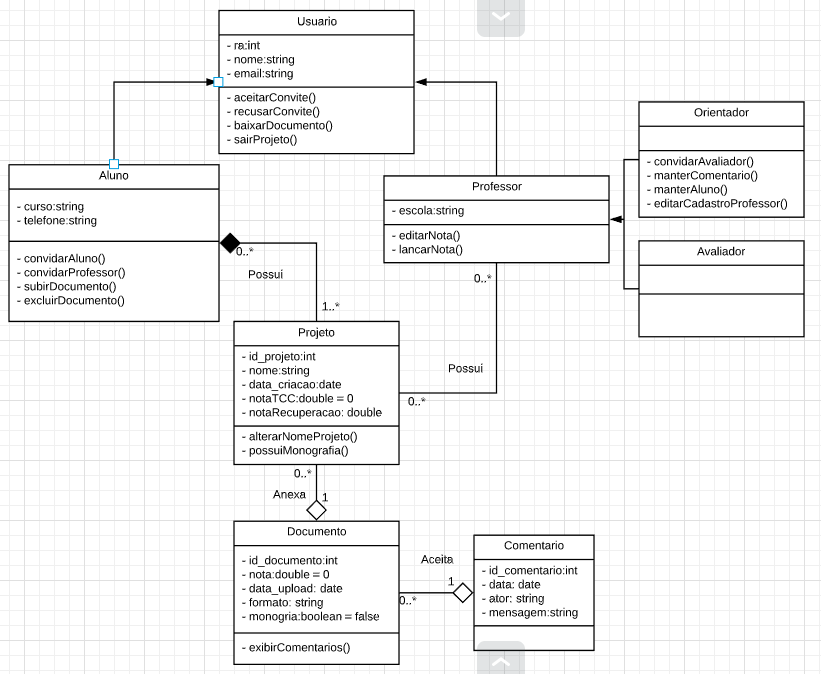 Usuario
- ra:int
- nome:string
- email:string
- aceitarConvite()
- recusarConvite()
- baixarDocumento()
- sairProjeto()
Orientador
- convidarAvaliador()
- manterComentario()
- manterAluno()
- editarCadastroProfessor()
Aluno
- curso:string
- telefone:string
- convidarAluno()
- convidarProfessor()
- subirDocumento()
- excluirDocumento()
Professor
- escola:string
- editarNota()
- lancarNota()
Avaliador
0..*
Possui
1..*
0..*
Possui
0..*
Projeto
- id_projeto:int
- nome:string
- data_criacao:date
- notaTCC:double = 0
- notaRecuperacao: double
- alterarNomeProjeto()
- possuiMonografia()
0..*
Anexa
1
Documento
- id_documento:int
- nota:double = 0
- data_upload: date
- formato: string
- monogria:boolean = false
- exibirComentarios()
Aceita
1
0..*
Comentario
- id_comentario:int
- data: date
- ator: string
- mensagem:string